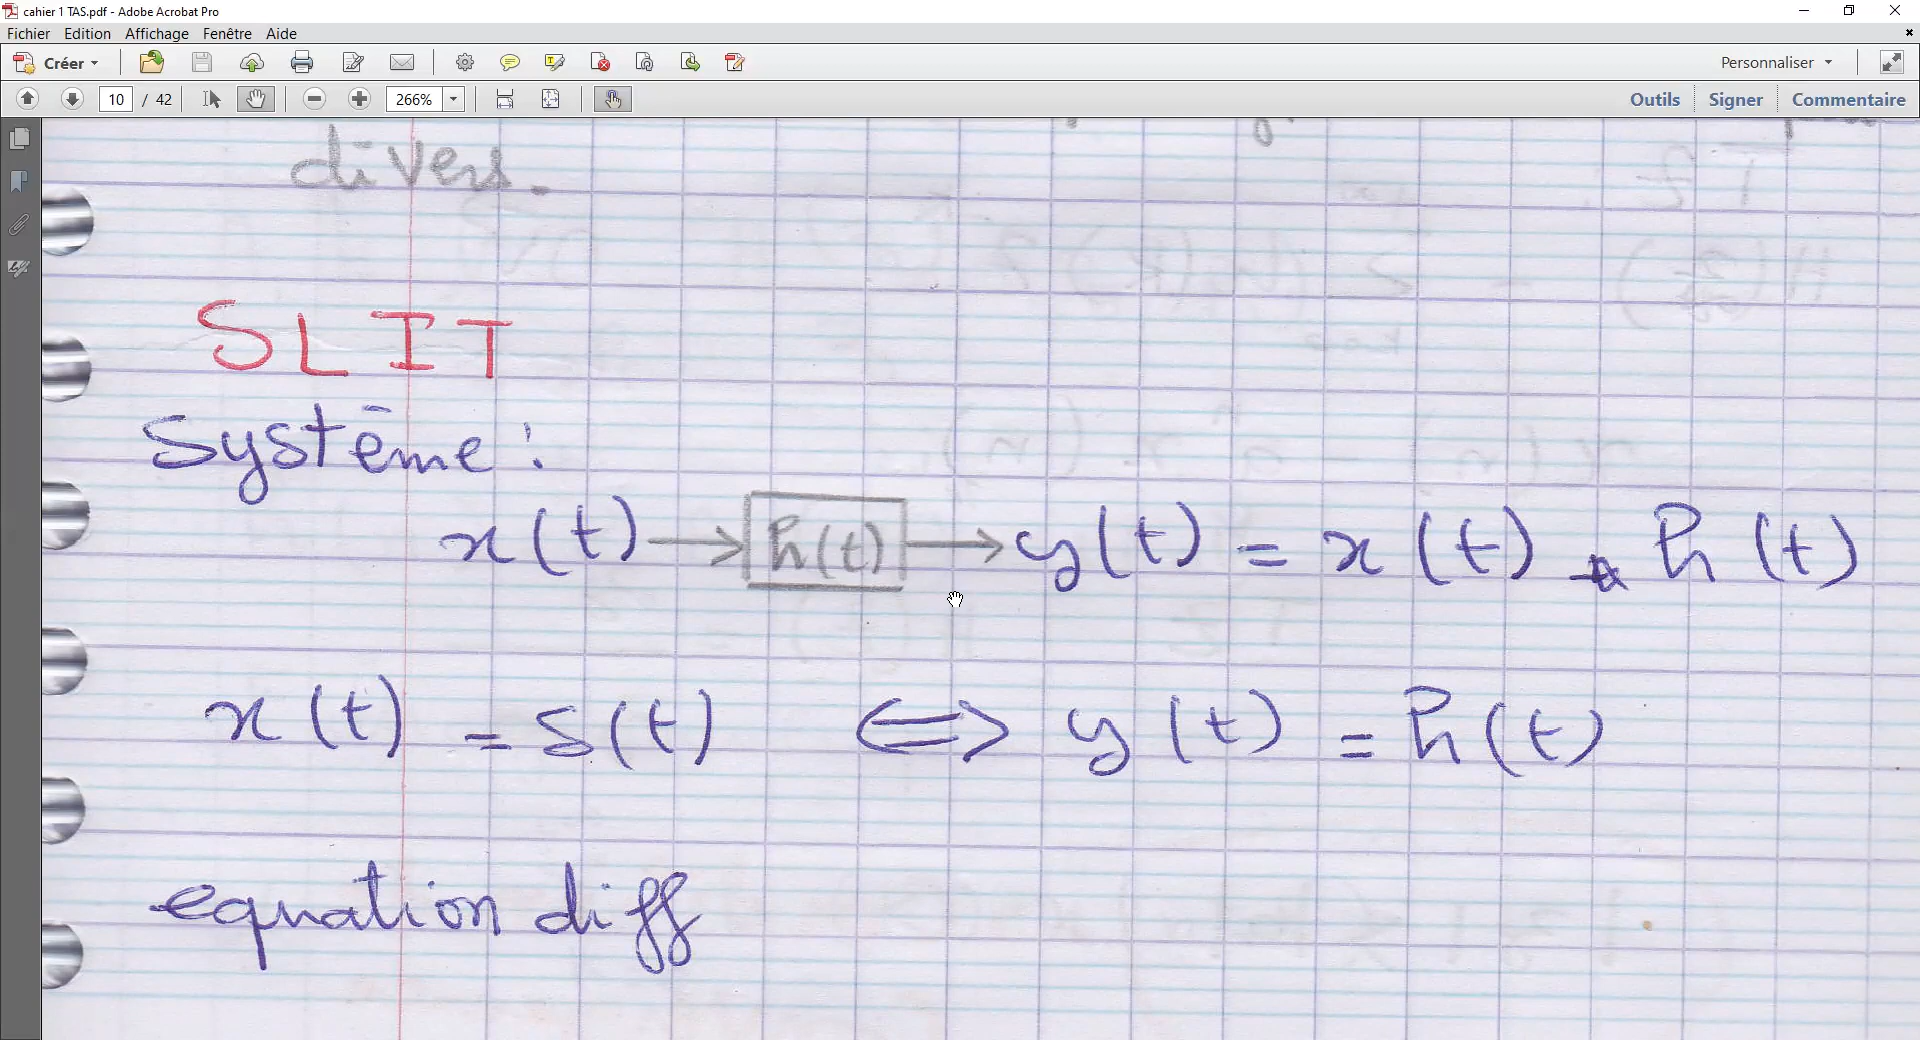 cahier 1 TAS.pdf - Adobe Acrobat Pro
Fichier Edition Affichage Fenêtre Aide
Créer Personnaliser
10 / 42 266% Outils Signer Commentaire
divers.
SLIT
Système :
x(t) → h(t) → y(t) = x(t) * h(t)
x(t) = δ(t) ⇔ y(t) = h(t)
equation diff